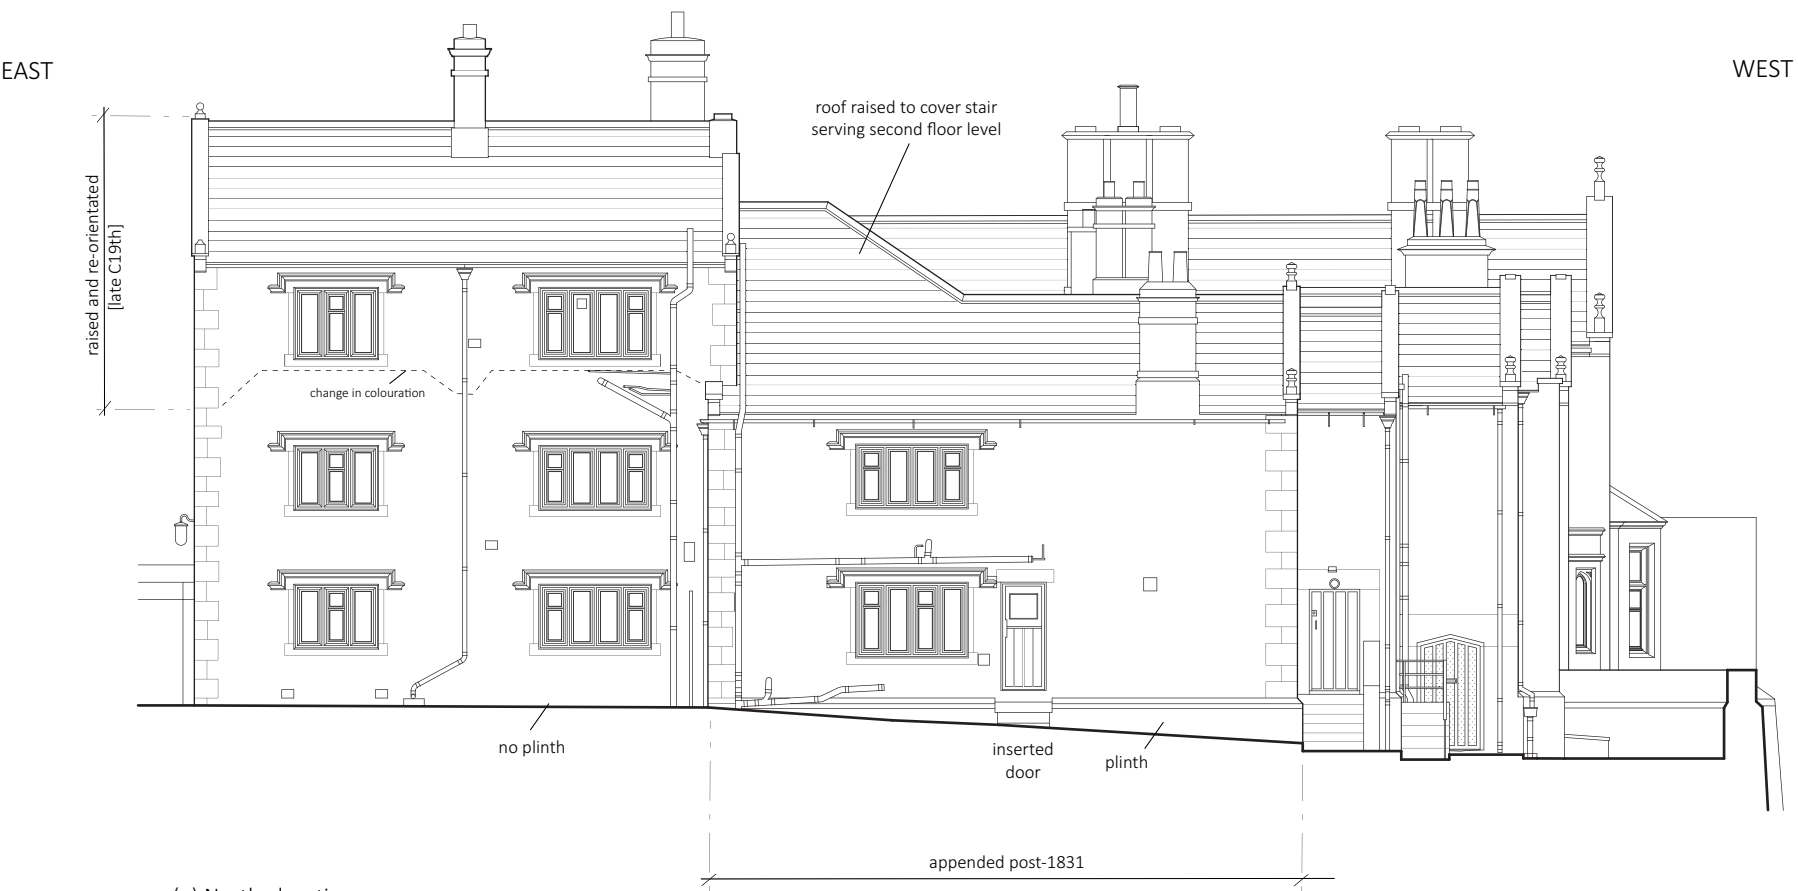 EAST
WEST
roof raised to cover stair
serving second floor level
raised and re-orientated
[late C19th]
change in colouration
no plinth
inserted
door
plinth
appended post-1831